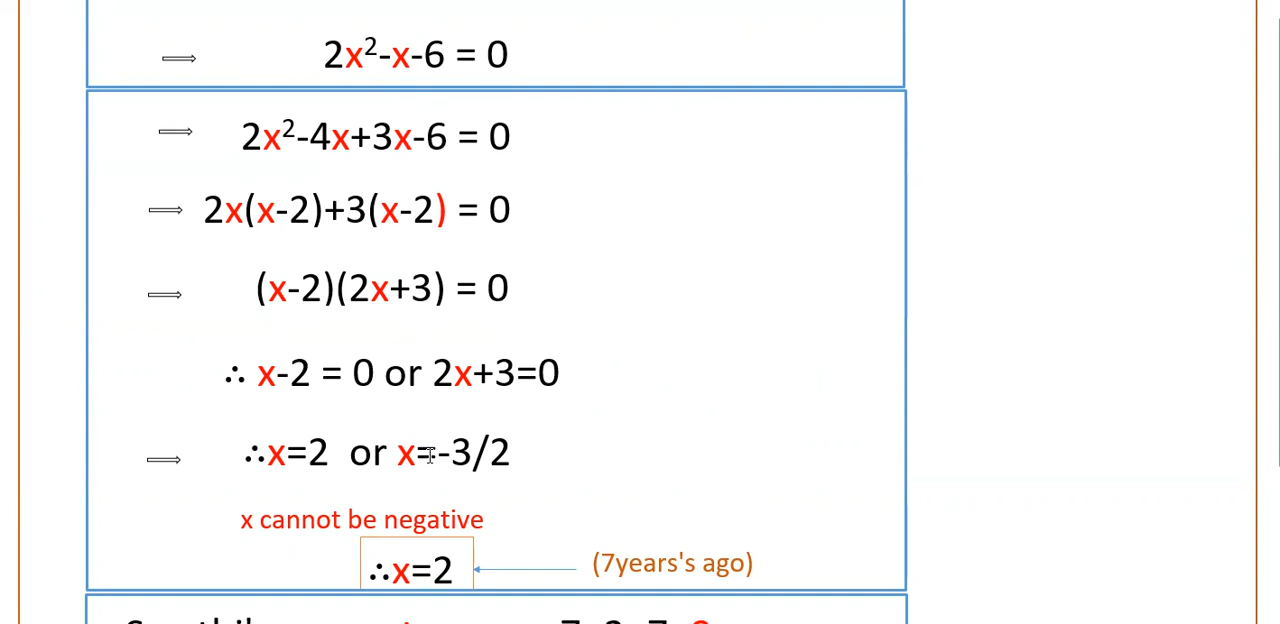 ⟹ 2x²-x-6 = 0
⟹ 2x²-4x+3x-6 = 0
⟹ 2x(x-2)+3(x-2) = 0
⟹ (x-2)(2x+3) = 0
∴ x-2 = 0 or 2x+3=0
⟹ ∴x=2 or x=-3/2
x cannot be negative
∴x=2 (7years's ago)